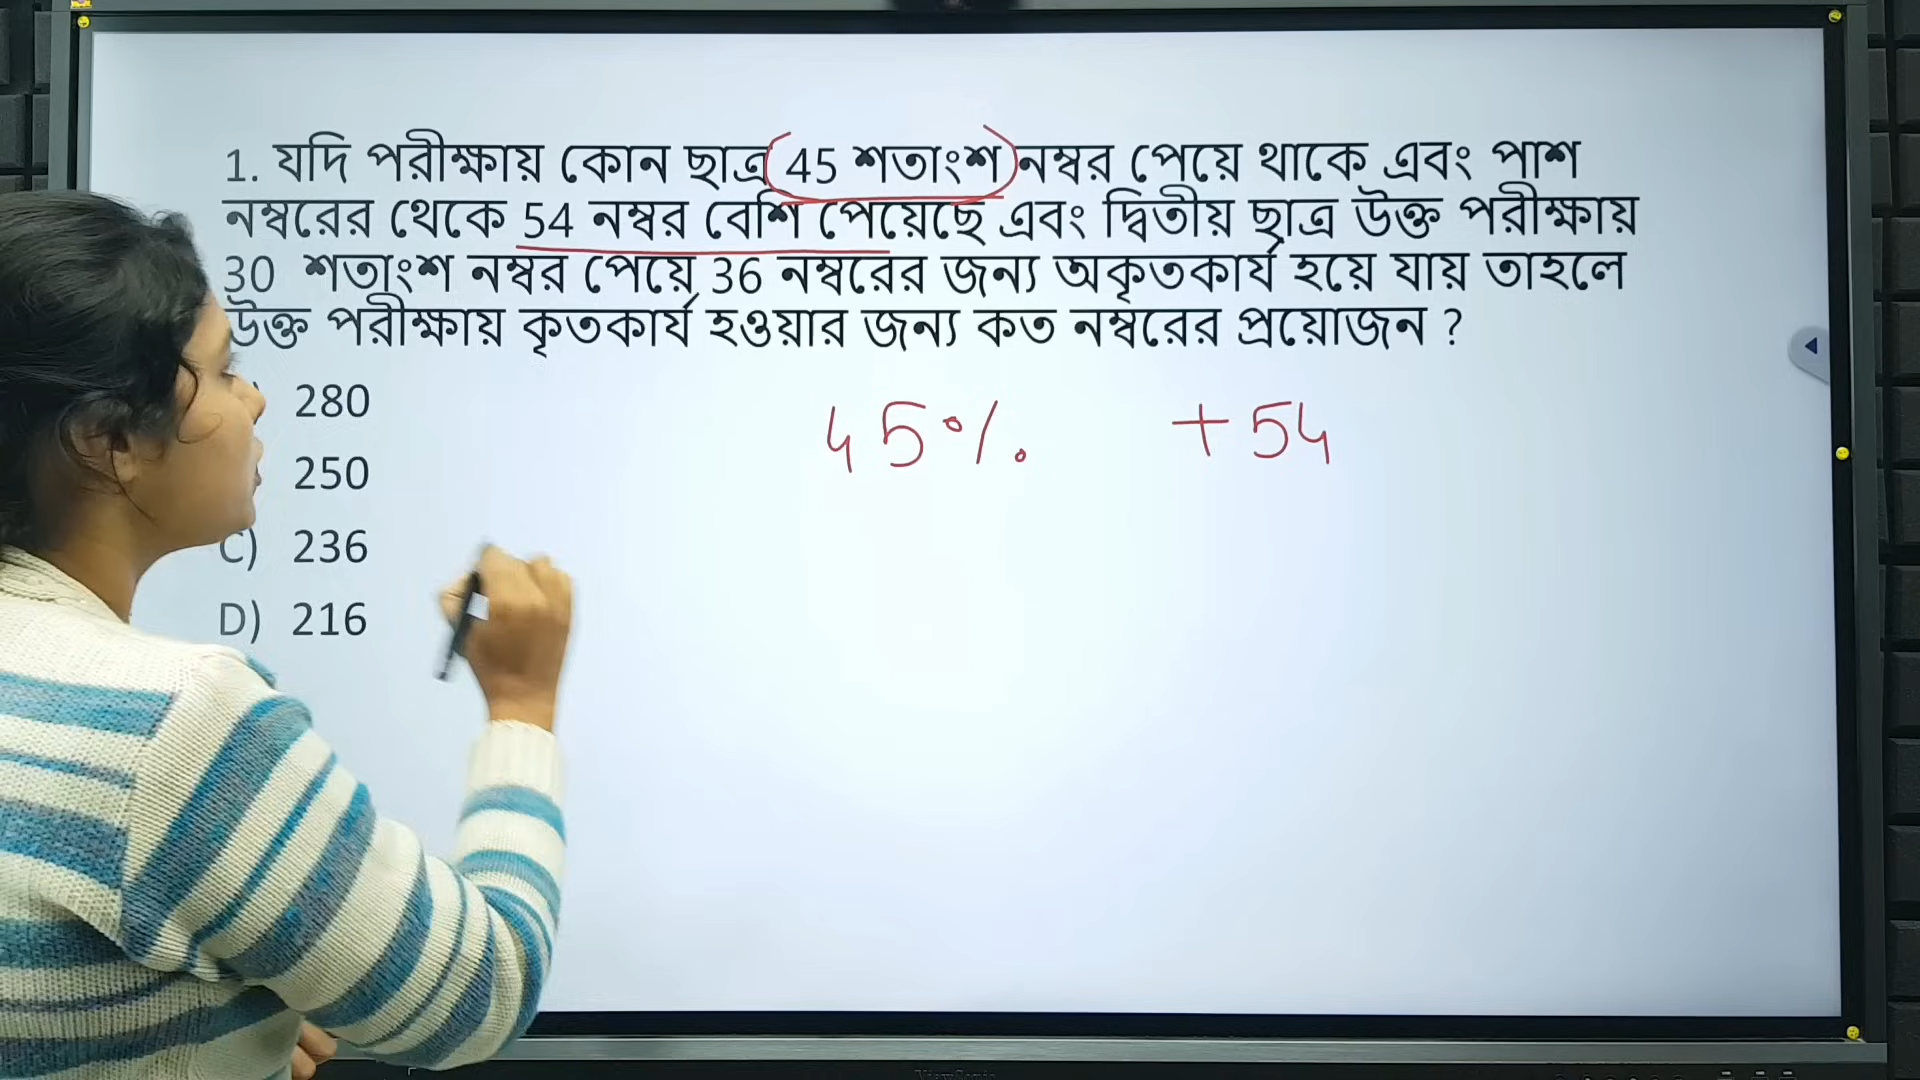 1. যদি পরীক্ষায় কোন ছাত্র 45 শতাংশ নম্বর পেয়ে থাকে এবং পাশ
নম্বরের থেকে 54 নম্বর বেশি পেয়েছে এবং দ্বিতীয় ছাত্র উক্ত পরীক্ষায়
30 শতাংশ নম্বর পেয়ে 36 নম্বরের জন্য অকৃতকার্য হয়ে যায় তাহলে
উক্ত পরীক্ষায় কৃতকার্য হওয়ার জন্য কত নম্বরের প্রয়োজন ?
280
45% +54
250
C) 236
D) 216